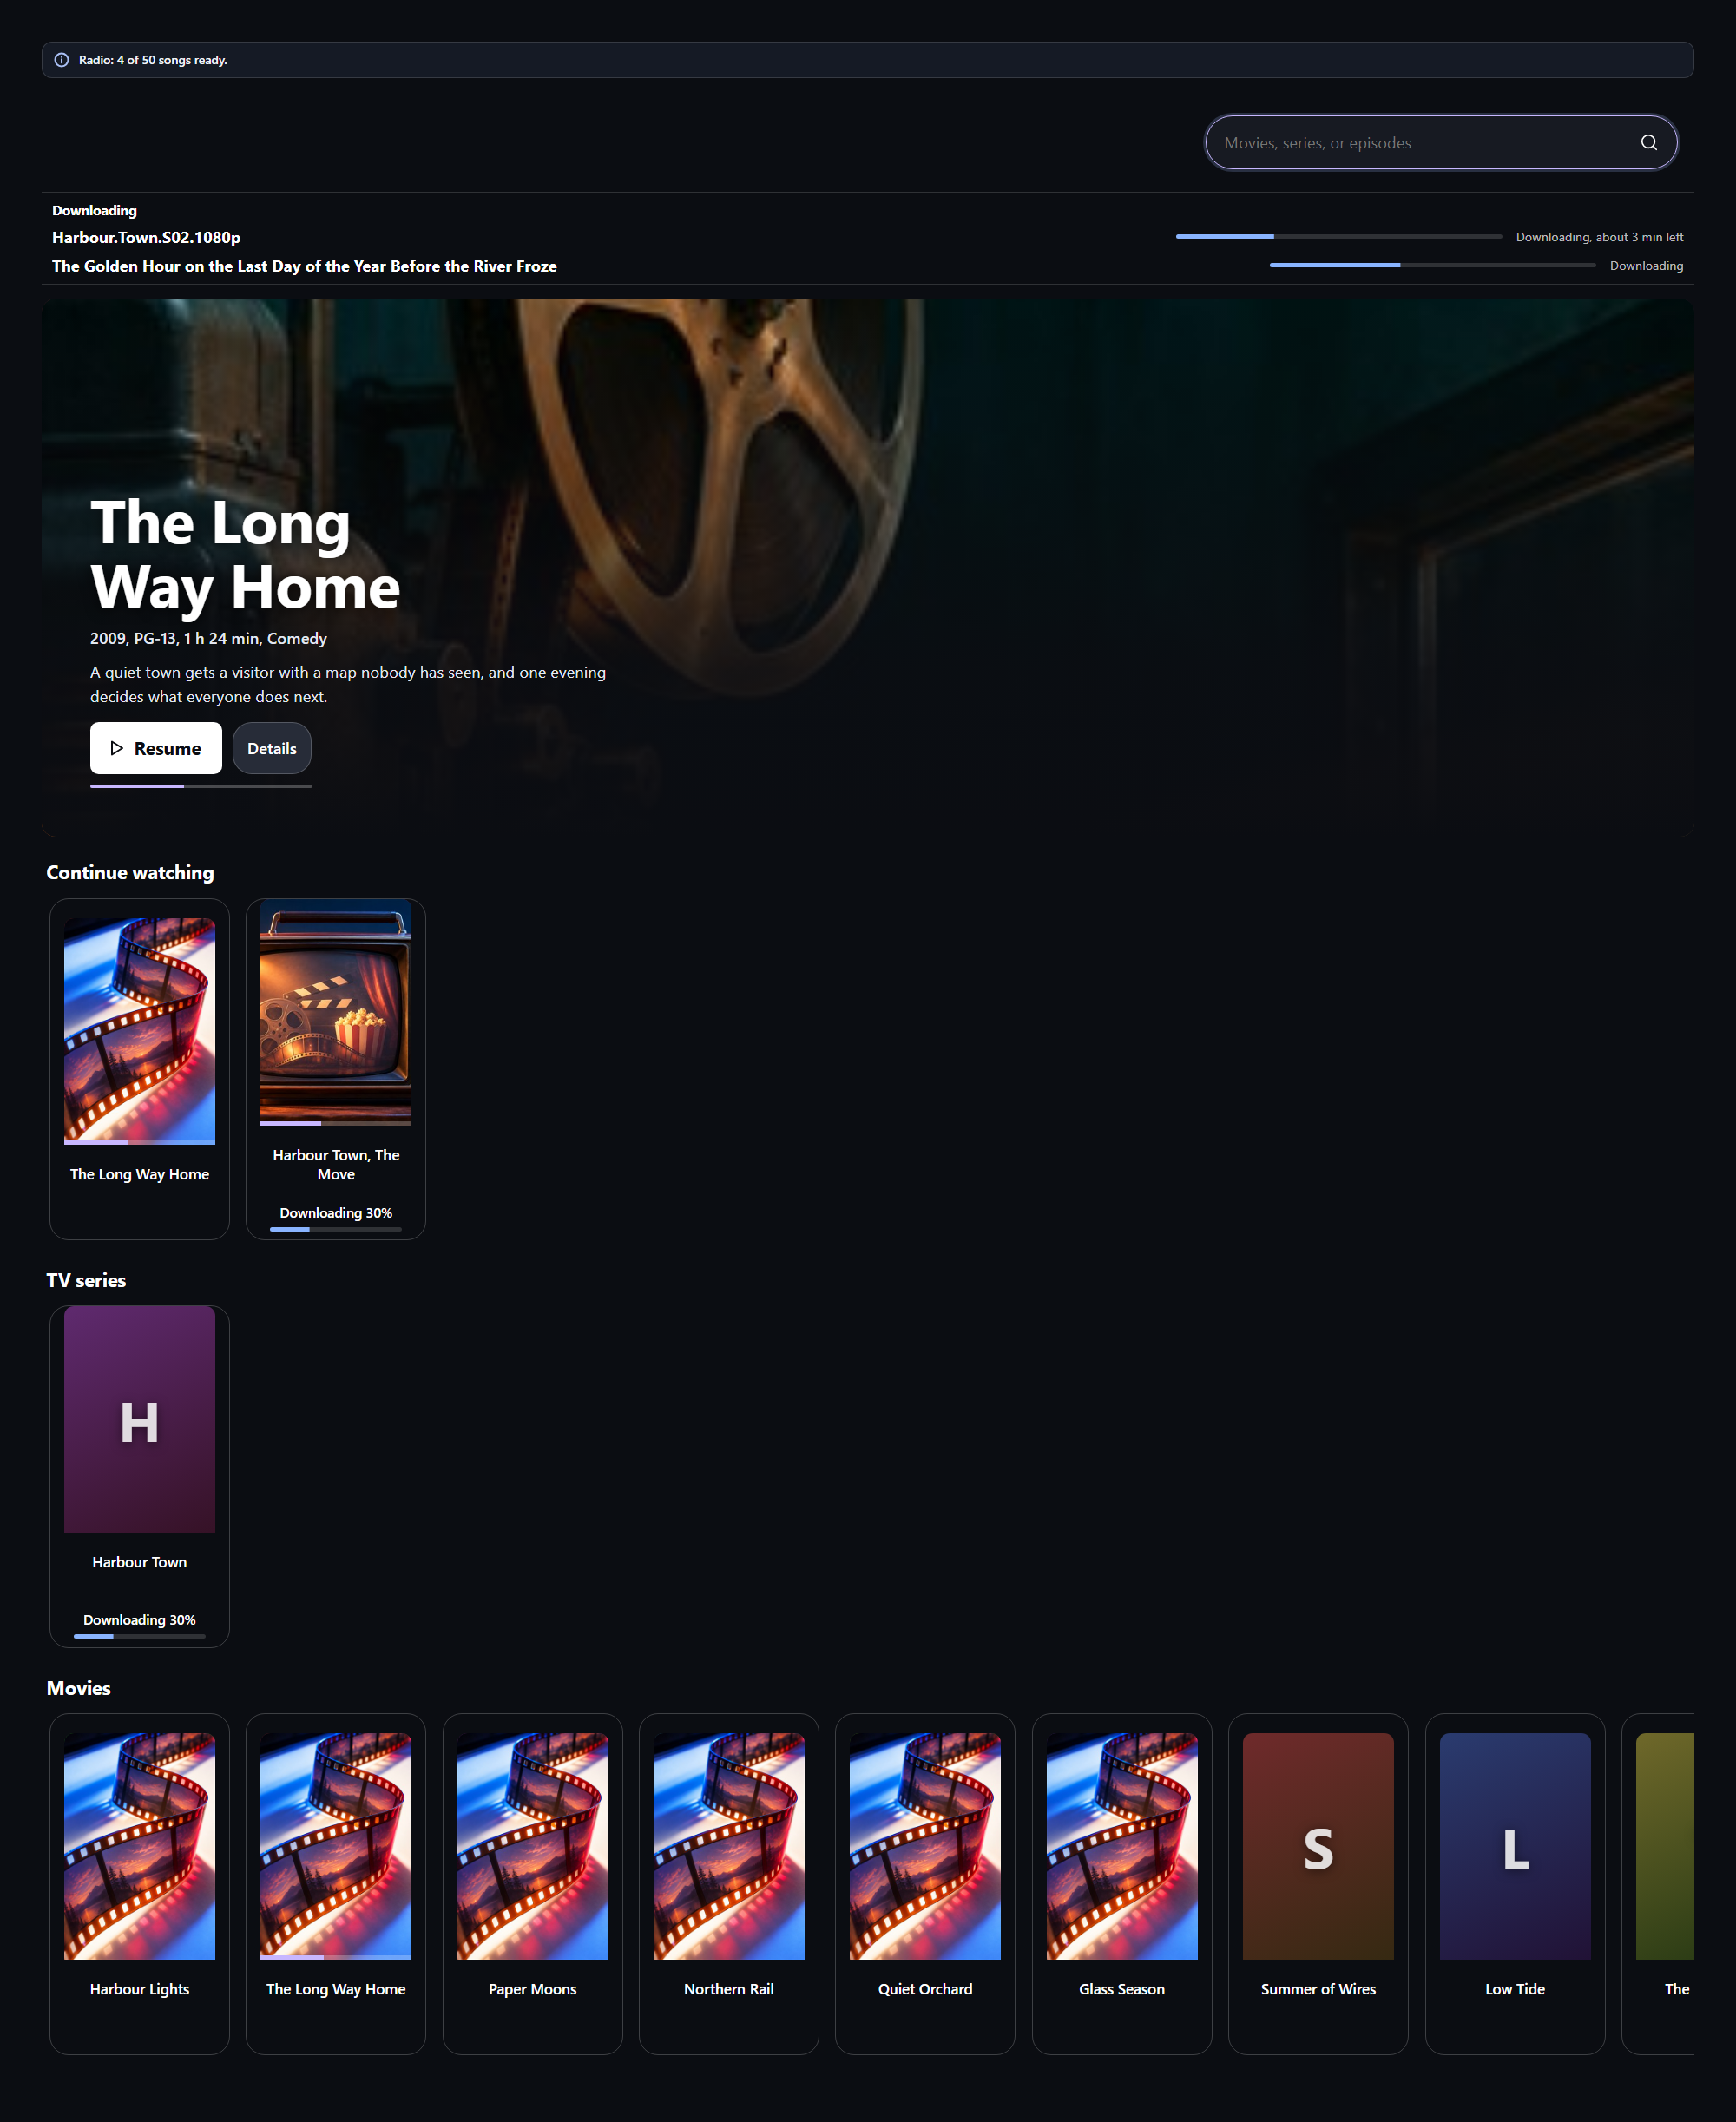 Radio: 4 of 50 songs ready.
Movies, series, or episodes
Downloading
Harbour.Town.S02.1080p
Downloading, about 3 min left
The Golden Hour on the Last Day of the Year Before the River Froze
Downloading
The Long
Way Home
2009, PG-13, 1 h 24 min, Comedy
A quiet town gets a visitor with a map nobody has seen, and one evening
decides what everyone does next.
Resume
Details
Continue watching
The Long Way Home
Harbour Town, The
Move
Downloading 30%
TV series
H
Harbour Town
Downloading 30%
Movies
S
L
Harbour Lights
The Long Way Home
Paper Moons
Northern Rail
Quiet Orchard
Glass Season
Summer of Wires
Low Tide
The